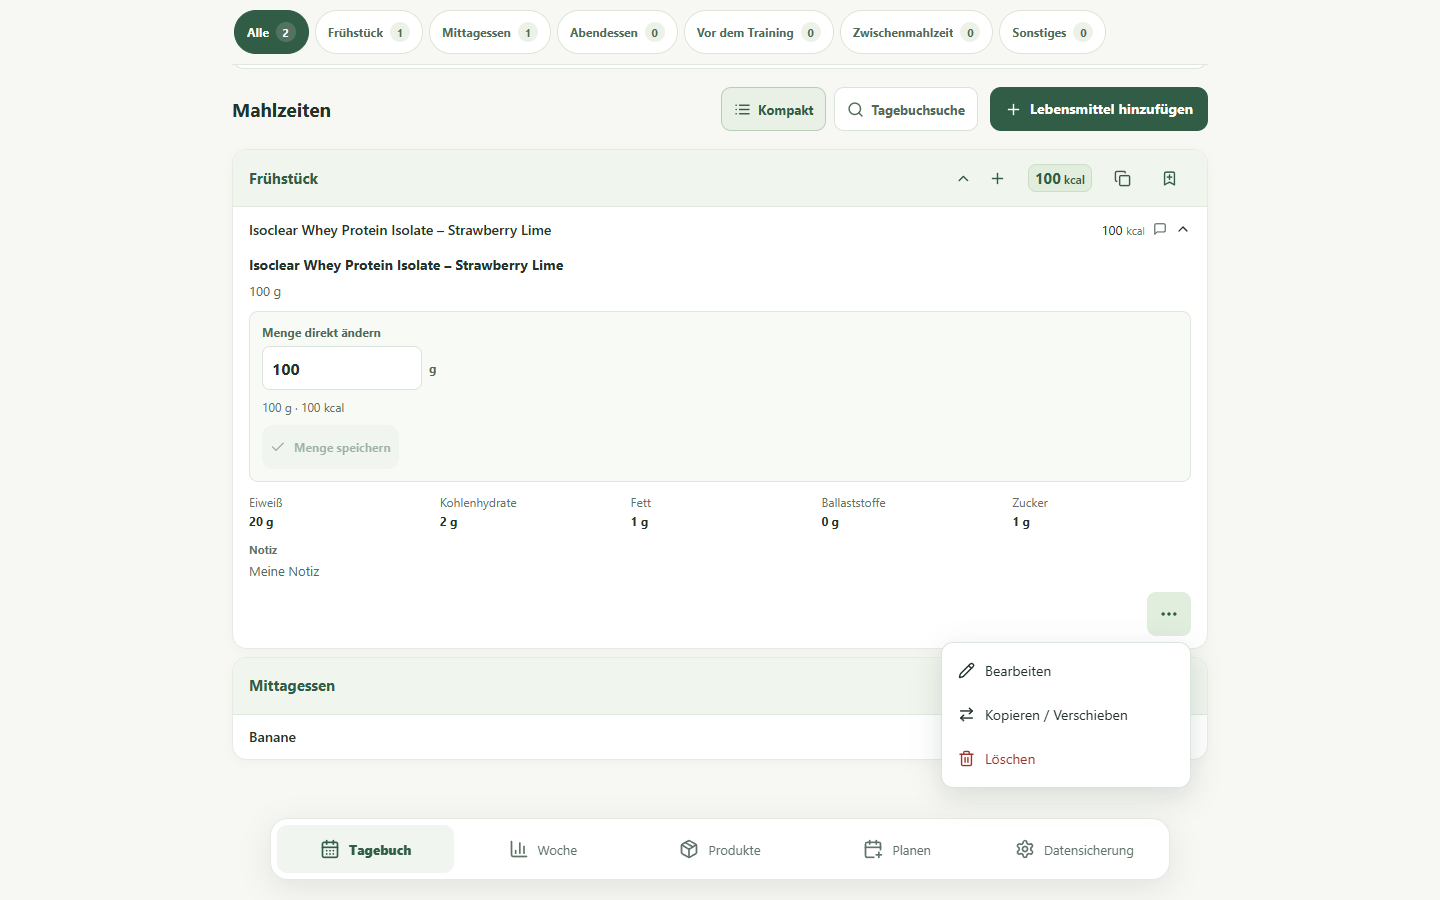 Alle 2 Frühstück 1 Mittagessen 1 Abendessen 0 Vor dem Training 0 Zwischenmahlzeit 0 Sonstiges 0
Mahlzeiten Kompakt Tagebuchsuche Lebensmittel hinzufügen
Frühstück 100 kcal
Isoclear Whey Protein Isolate – Strawberry Lime 100 kcal
Isoclear Whey Protein Isolate – Strawberry Lime
100 g
Menge direkt ändern
100 g
100 g · 100 kcal
Menge speichern
Eiweiß Kohlenhydrate Fett Ballaststoffe Zucker
20 g 2 g 1 g 0 g 1 g
Notiz
Meine Notiz
Bearbeiten
Kopieren / Verschieben
Löschen
Mittagessen
Banane
Tagebuch Woche Produkte Planen Datensicherung